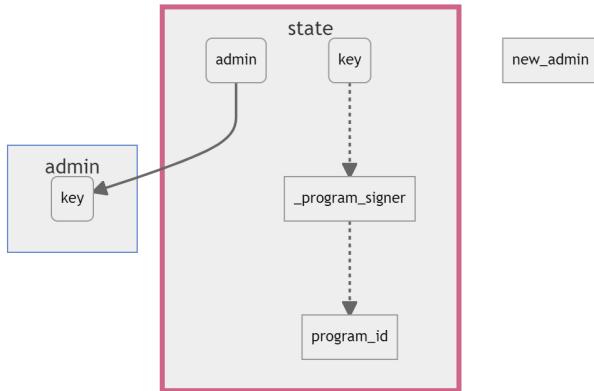 state
admin
key
new_admin
admin
key
_program_signer
program_id